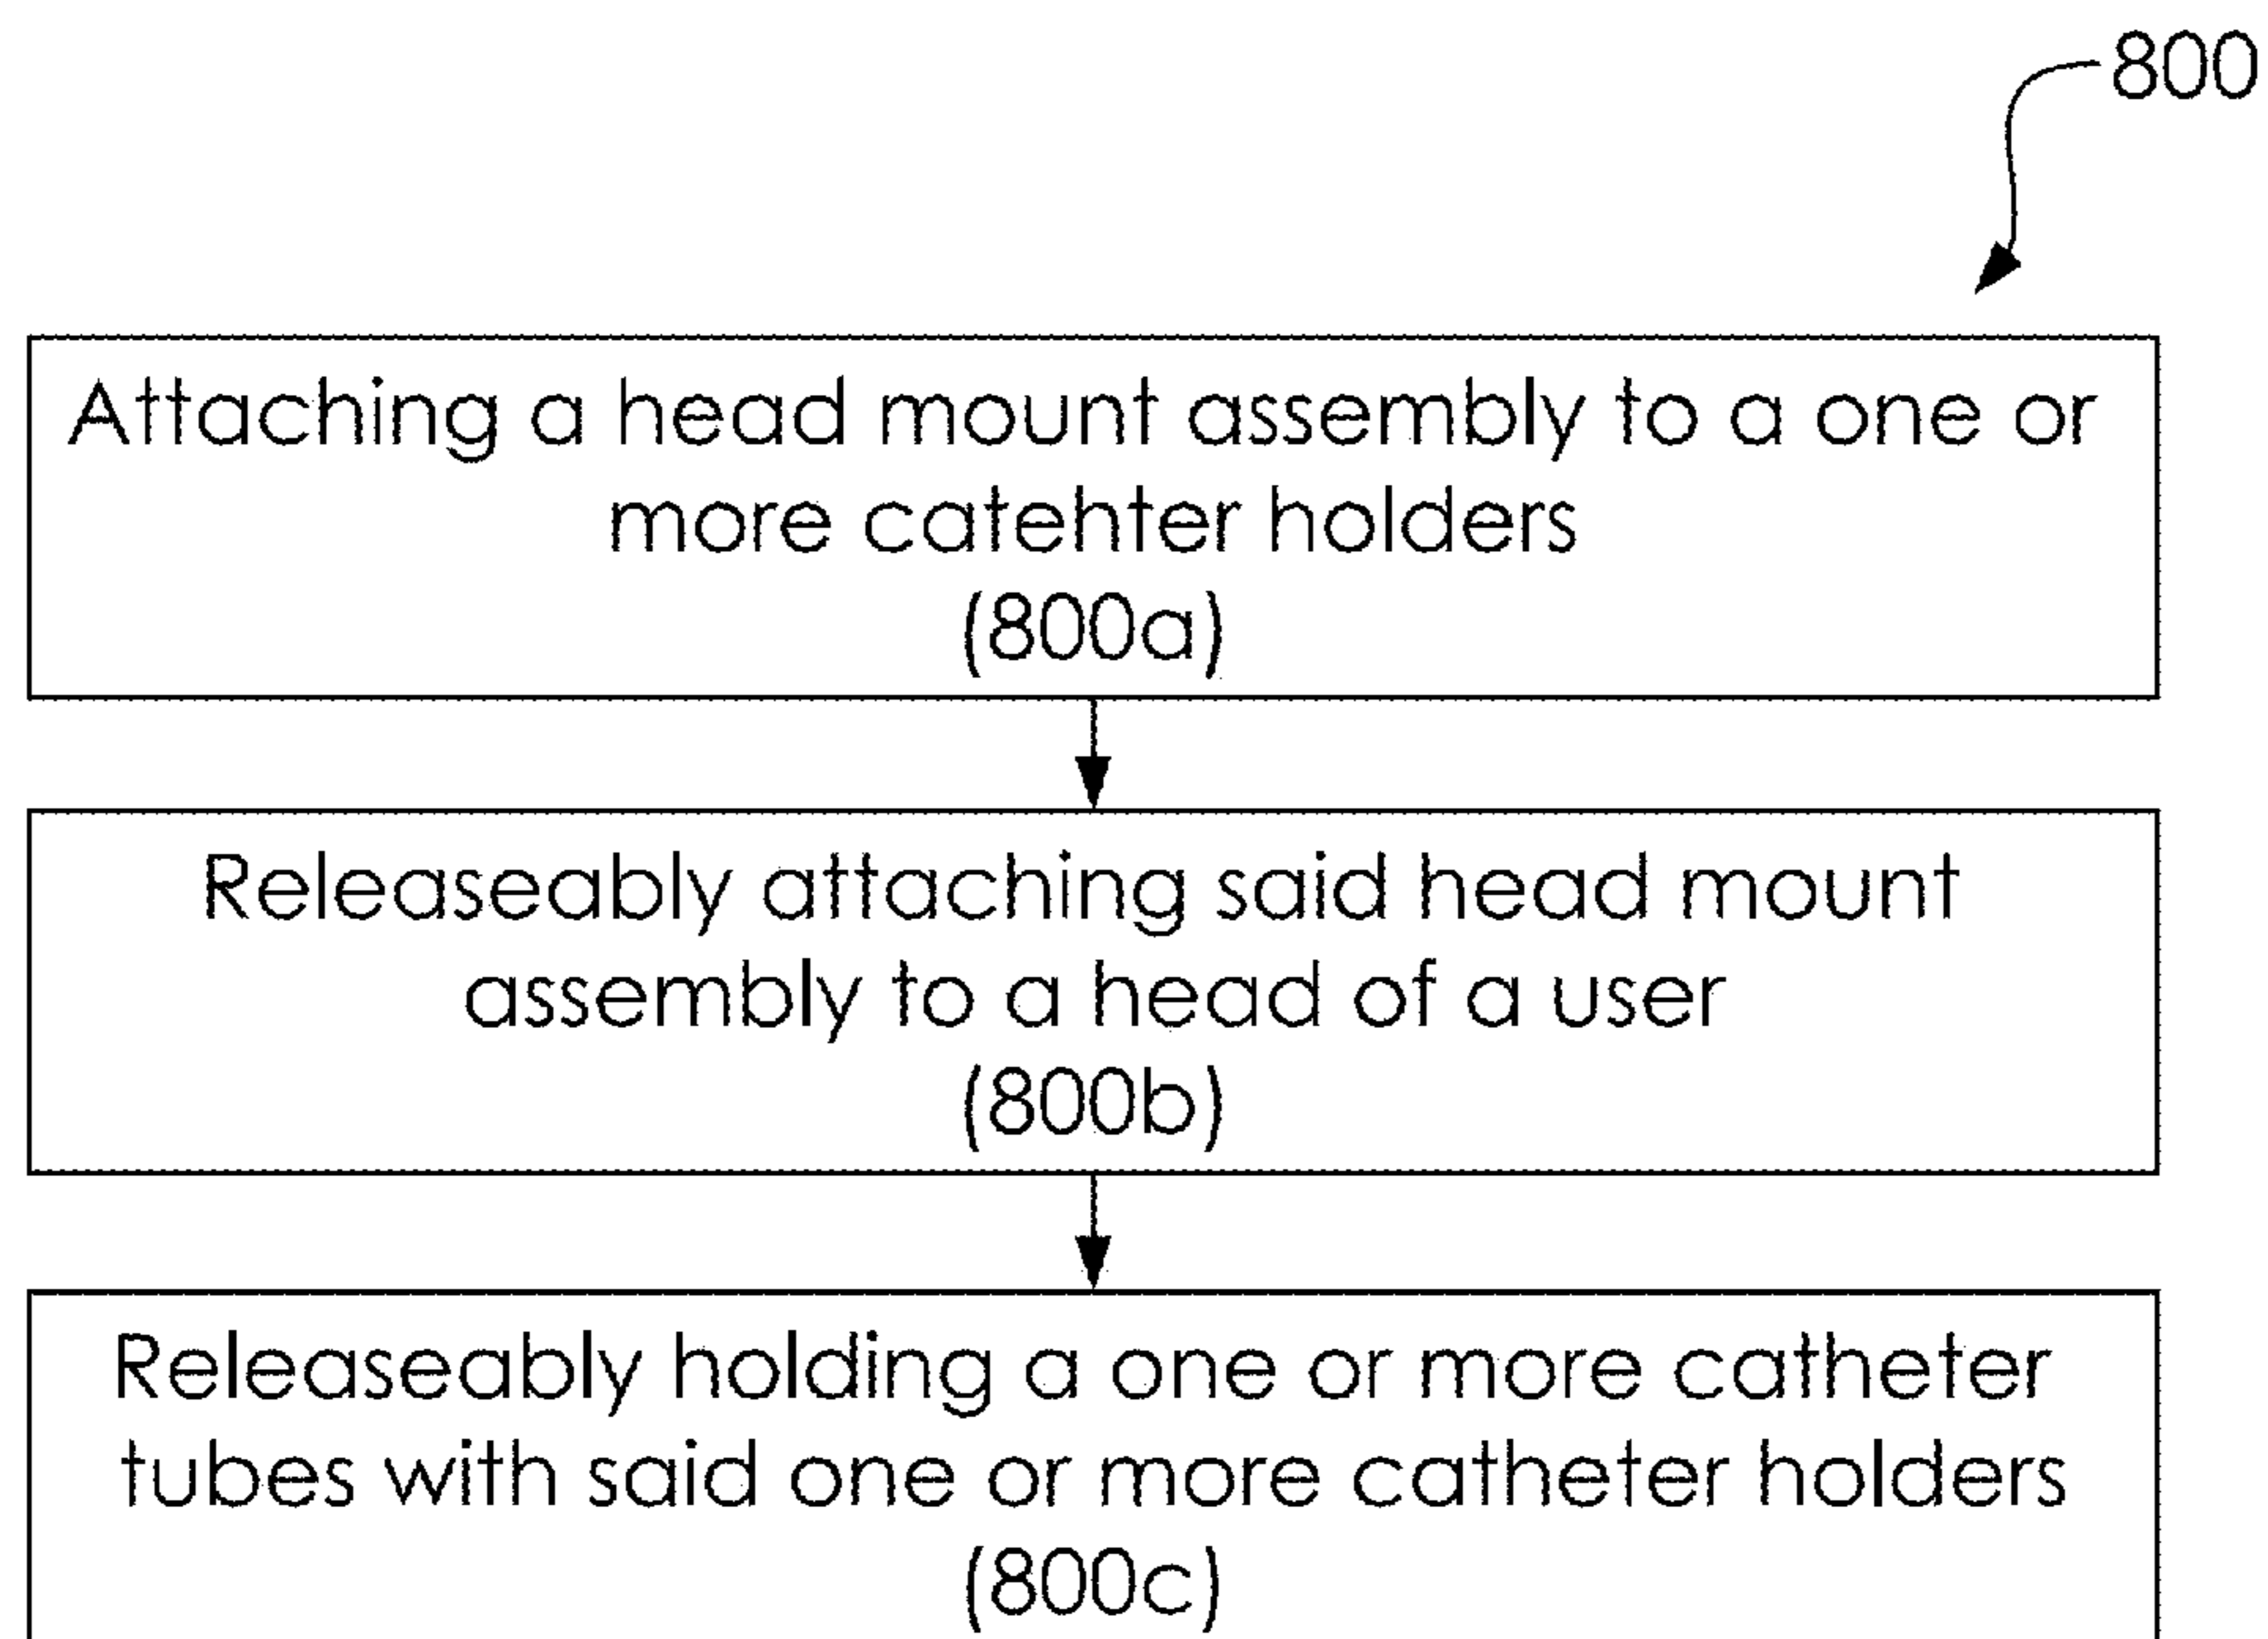 800
Attaching a head mount assembly to a one or
more catehter holders
(800a)
Releaseably attaching said head mount
assembly to a head of a user
(800b)
Releaseably holding a one or more catheter
tubes with said one or more catheter holders
(800c)